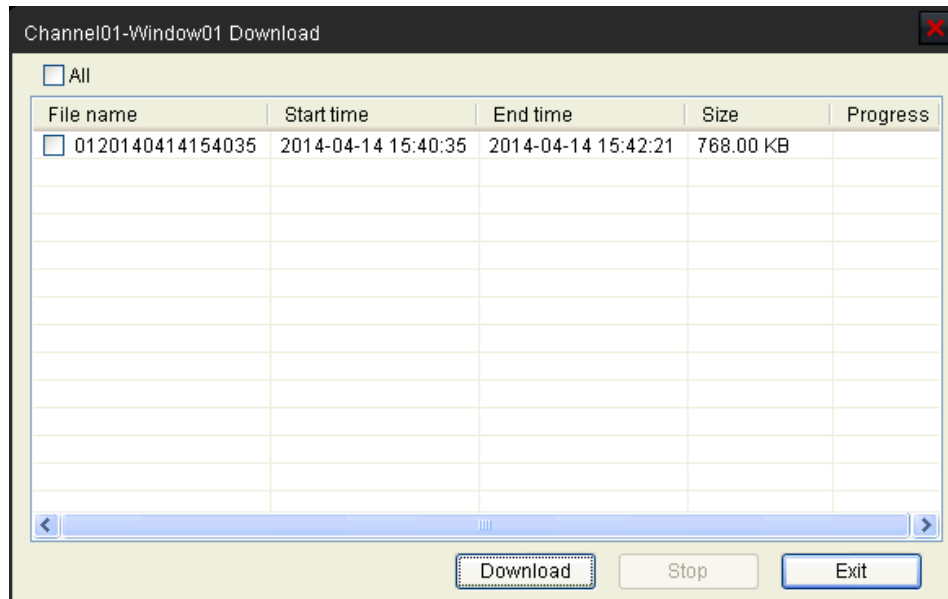 Channel01-Window01 Download
All
File name Start time End time Size Progress
0120140414154035 2014-04-14 15:40:35 2014-04-14 15:42:21 768.00 KB
Download Stop Exit